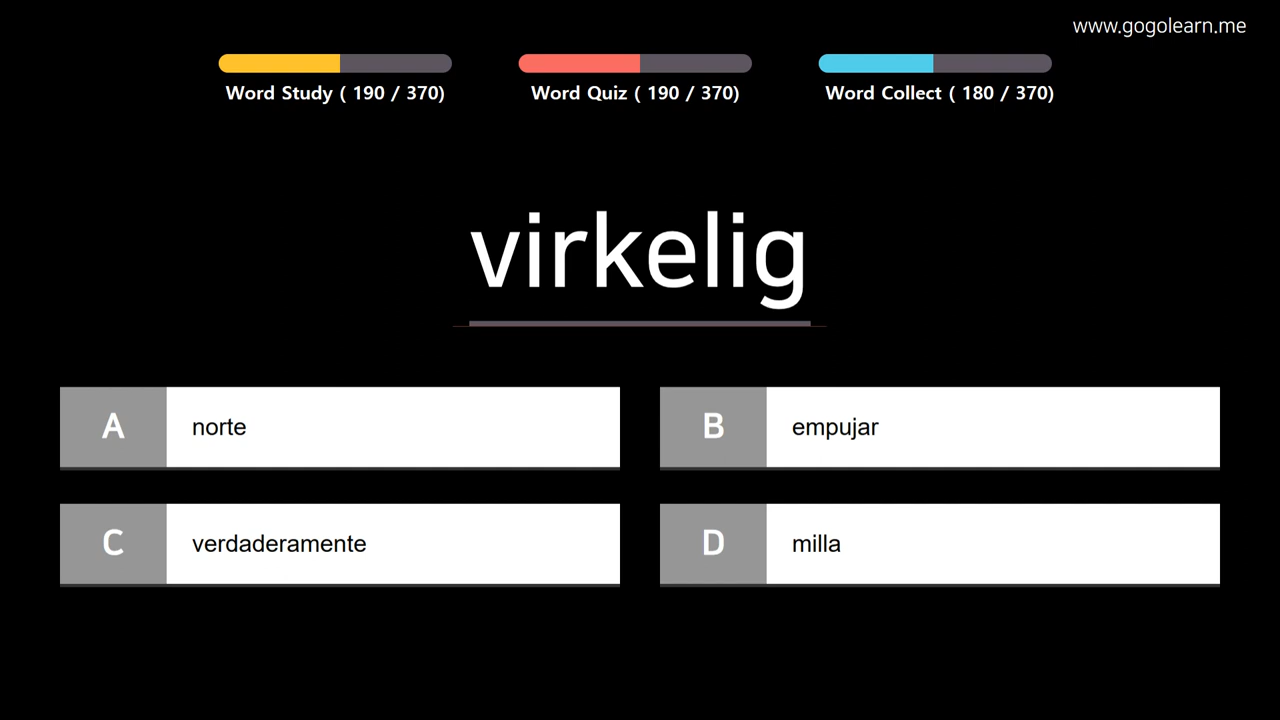 www.gogolearn.me
Word Study ( 190 / 370)
Word Quiz ( 190 / 370)
Word Collect ( 180 / 370)
virkelig
A norte
B empujar
C verdaderamente
D milla